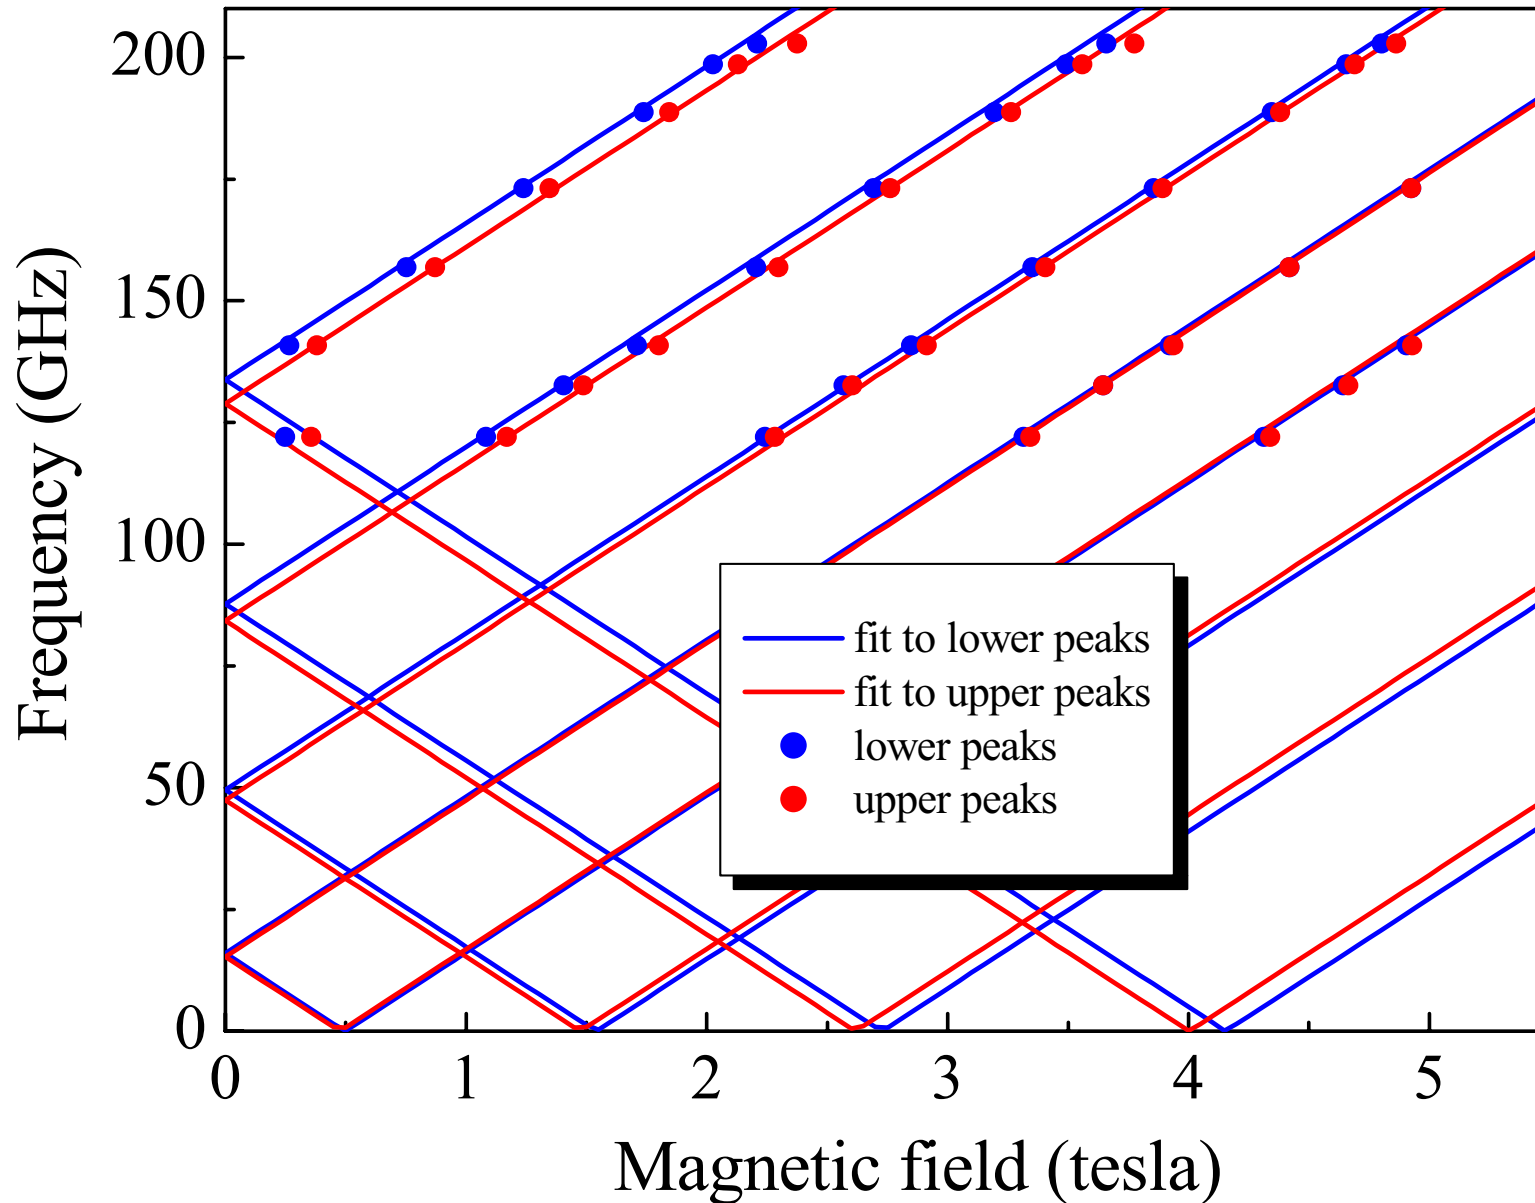 200
150
100
50
0
Frequency (GHz)
fit to lower peaks
fit to upper peaks
lower peaks
upper peaks
0 1 2 3 4 5
Magnetic field (tesla)